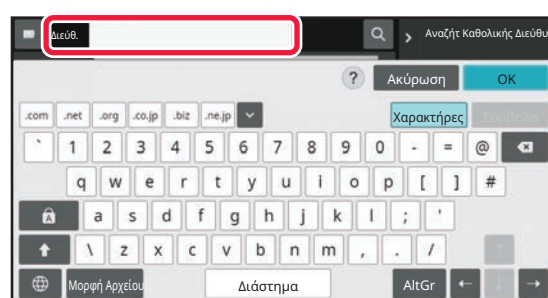 Διεύθ. Αναζήτ Καθολικής Διεύθυ
? Ακύρωση OK
.com .net .org .co.jp .biz .ne.jp Χαρακτήρες Σύμβολα
` 1 2 3 4 5 6 7 8 9 0 - = @
q w e r t y u i o p [ ] #
A a s d f g h j k l ; '
\ z x c v b n m , . /
Μορφή Αρχείου Διάστημα AltGr